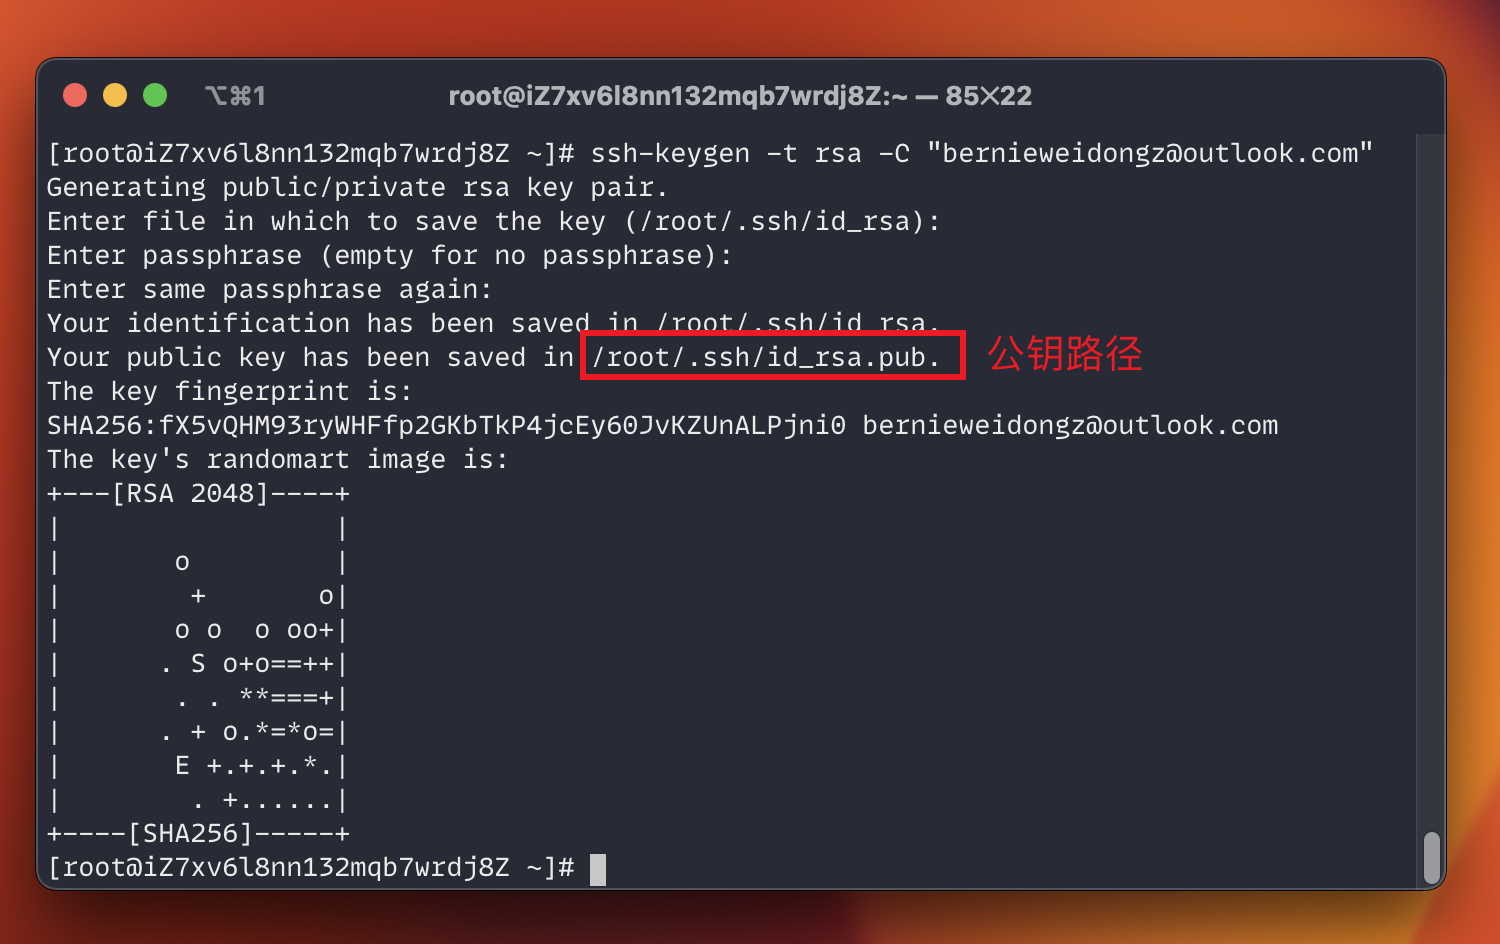 ⌥⌘1
root@iZ7xv6l8nn132mqb7wrdj8Z:~ — 85×22
[root@iZ7xv6l8nn132mqb7wrdj8Z ~]# ssh-keygen -t rsa -C "bernieweidongz@outlook.com"
Generating public/private rsa key pair.
Enter file in which to save the key (/root/.ssh/id_rsa):
Enter passphrase (empty for no passphrase):
Enter same passphrase again:
Your identification has been saved in /root/.ssh/id_rsa.
Your public key has been saved in /root/.ssh/id_rsa.pub. 公钥路径
The key fingerprint is:
SHA256:fX5vQHM93ryWHFfp2GKbTkP4jcEy60JvKZUnALPjni0 bernieweidongz@outlook.com
The key's randomart image is:
+---[RSA 2048]----+
|                 |
|       o         |
|        +       o|
|       o o  o oo+|
|      . S o+o==++|
|       . . **===+|
|      . + o.*=*o=|
|       E +.+.+.*.|
|        . +......|
+----[SHA256]-----+
[root@iZ7xv6l8nn132mqb7wrdj8Z ~]#